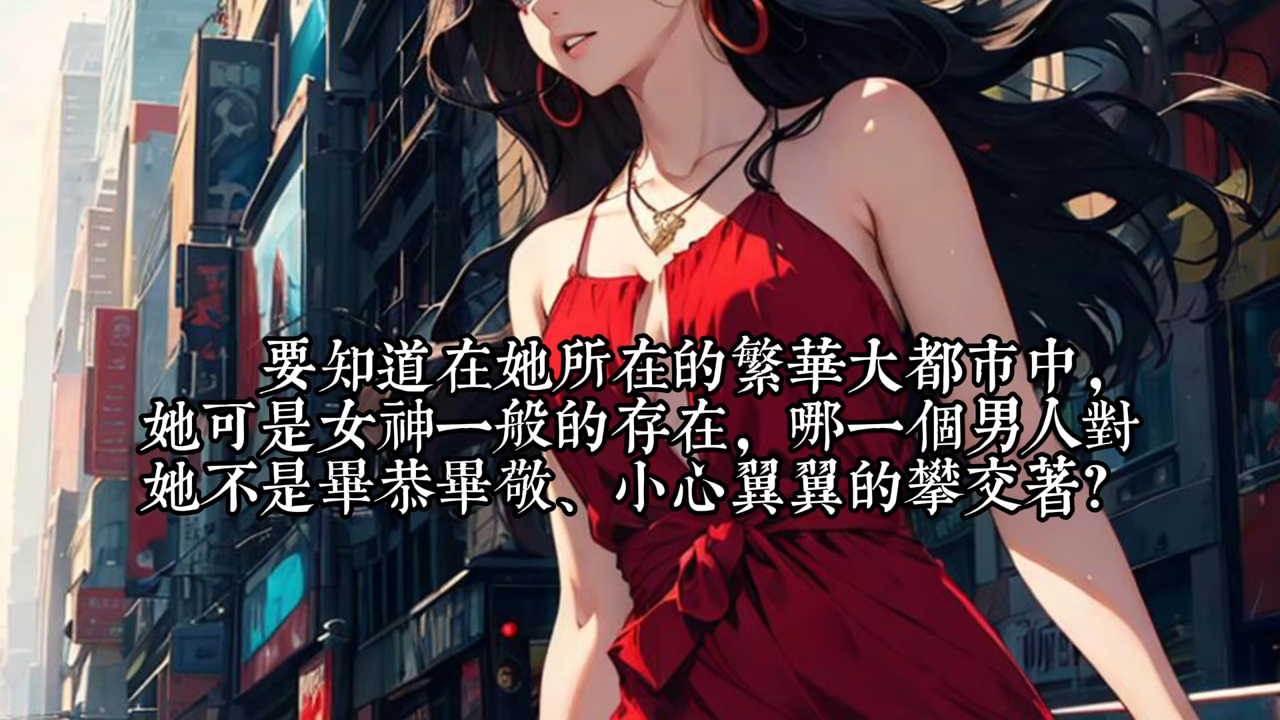 要知道在她所在的繁華大都市中，
她可是女神一般的存在，哪一個男人對
她不是畢恭畢敬、小心翼翼的攀交著？